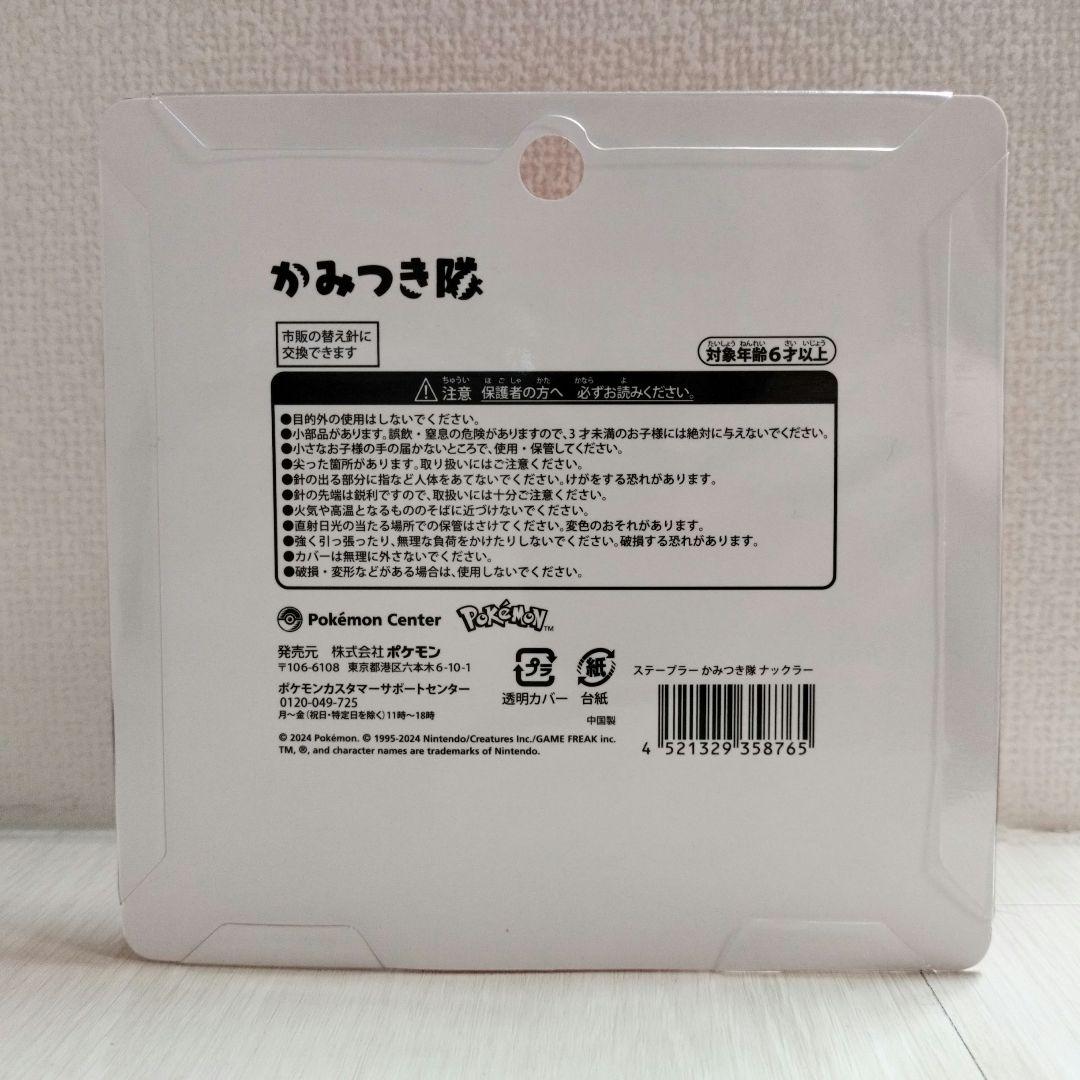 かみつき隊
市販の替え針に
交換できます
たいしょう ねんれい さい いじょう
対象年齢6才以上
ちゅうい ほごしゃ かた かなら よ
注意 保護者の方へ 必ずお読みください。
●目的外の使用はしないでください。
●小部品があります。誤飲・窒息の危険がありますので、3才未満のお子様には絶対に与えないでください。
●小さなお子様の手の届かないところで、使用・保管してください。
●尖った箇所があります。取り扱いにはご注意ください。
●針の出る部分に指など人体をあてないでください。けがをする恐れがあります。
●針の先端は鋭利ですので、取扱いには十分ご注意ください。
●火気や高温となるもののそばに近づけないでください。
●直射日光の当たる場所での保管はさけてください。変色のおそれがあります。
●強く引っ張ったり、無理な負荷をかけたりしないでください。破損する恐れがあります。
●カバーは無理に外さないでください。
●破損・変形などがある場合は、使用しないでください。
Pokémon Center POKéMON™
発売元 株式会社ポケモン
〒106-6108 東京都港区六本木6-10-1
ポケモンカスタマーサポートセンター
0120-049-725
月～金（祝日・特定日を除く）11時～18時
プラ 紙
透明カバー 台紙
中国製
© 2024 Pokémon. © 1995-2024 Nintendo/Creatures Inc./GAME FREAK inc.
TM, ®, and character names are trademarks of Nintendo.
ステープラー かみつき隊 ナックラー
4 521329 358765